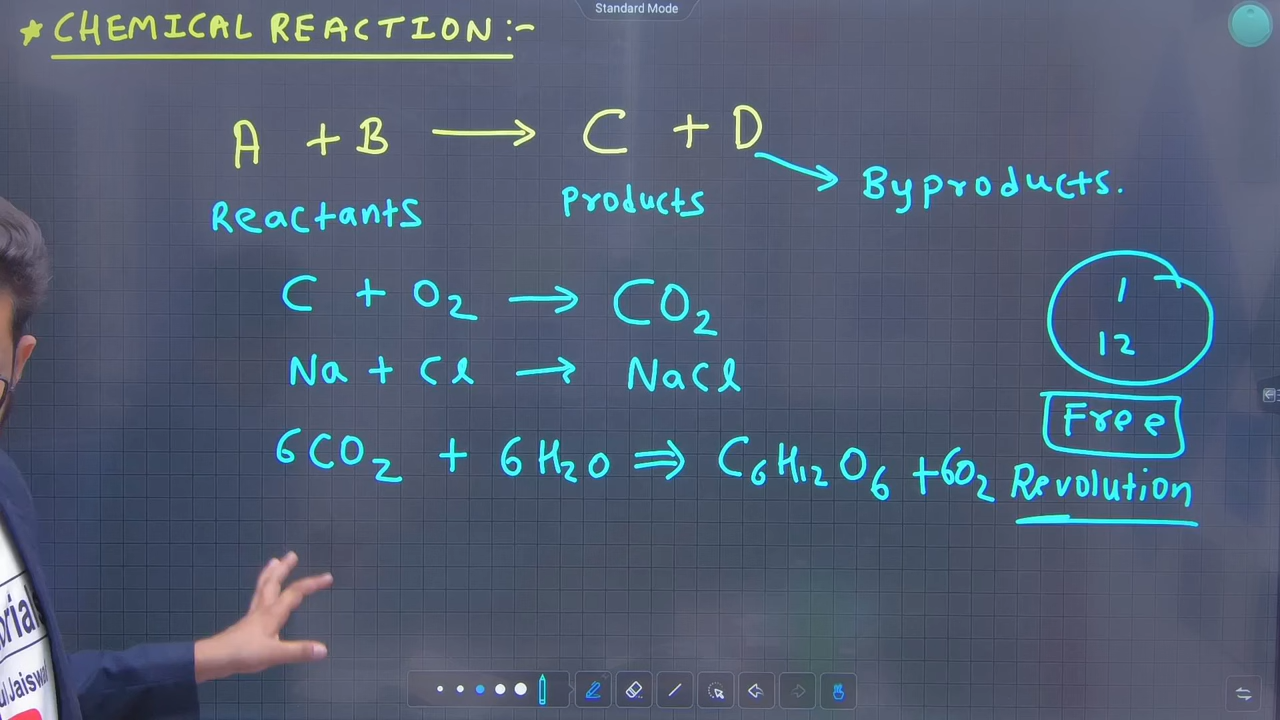 Standard Mode
* CHEMICAL REACTION:-
A + B → C + D
→ Byproducts.
Reactants
Products
C + O₂ → CO₂
Na + Cl → NaCl
6CO₂ + 6H₂O ⇒ C₆H₁₂O₆ + 6O₂
1
12
Free
Revolution